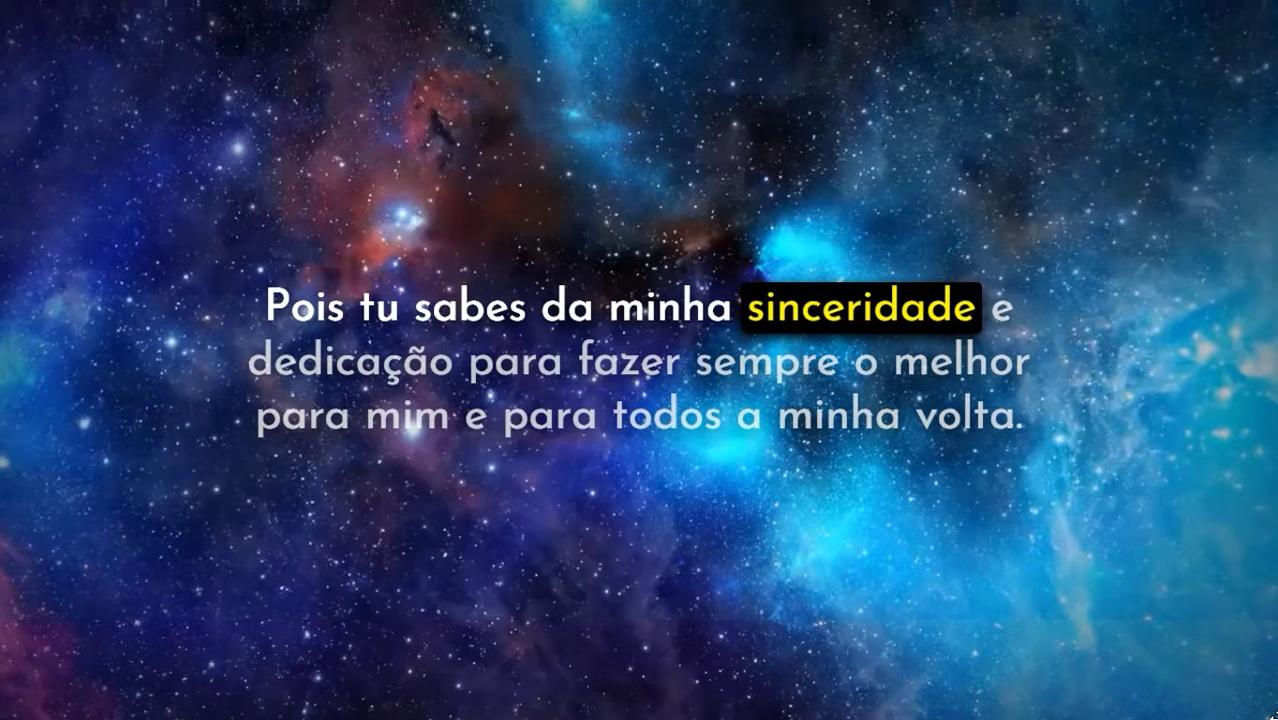 Pois tu sabes da minha sinceridade e
dedicação para fazer sempre o melhor
para mim e para todos a minha volta.